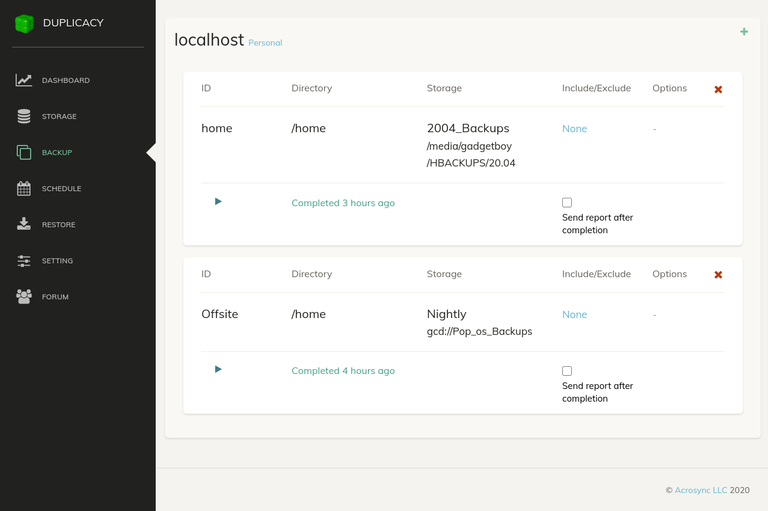 DUPLICACY
DASHBOARD
STORAGE
BACKUP
SCHEDULE
RESTORE
SETTING
FORUM
localhost Personal
ID Directory Storage Include/Exclude Options
home /home 2004_Backups None -
/media/gadgetboy
/HBACKUPS/20.04
Completed 3 hours ago
Send report after
completion
ID Directory Storage Include/Exclude Options
Offsite /home Nightly None -
gcd://Pop_os_Backups
Completed 4 hours ago
Send report after
completion
© Acrosync LLC 2020